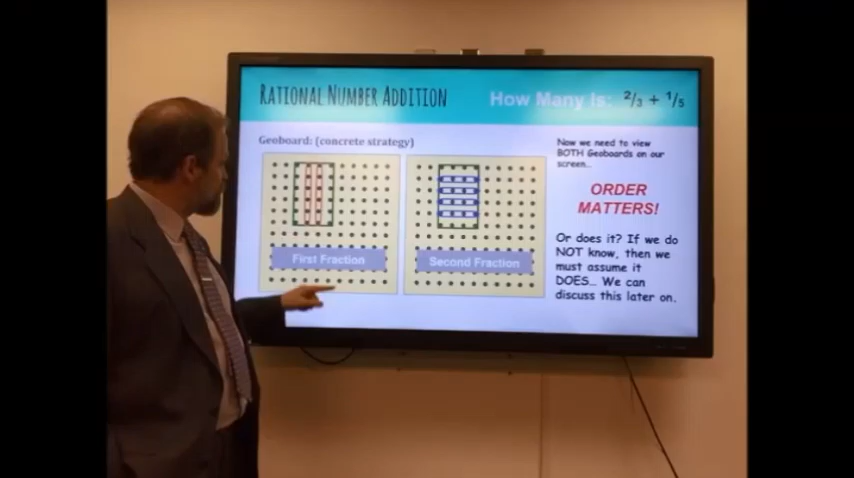 RATIONAL NUMBER ADDITION
How Many Is: 2/3 + 1/5
Geoboard: (concrete strategy)
First Fraction
Second Fraction
Now we need to view
BOTH Geoboards on our
screen...
ORDER
MATTERS!
Or does it? If we do
NOT know, then we
must assume it
DOES... We can
discuss this later on.